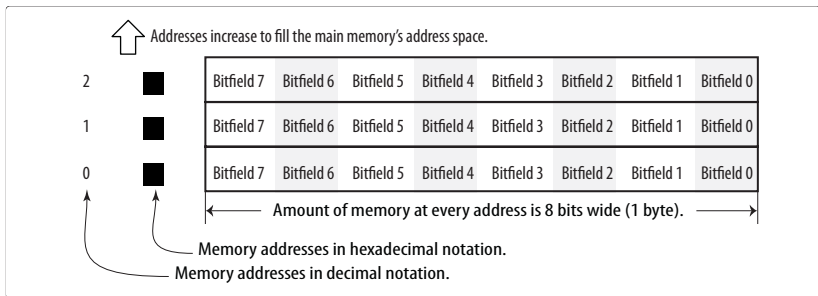 Addresses increase to fill the main memory's address space.
2 Bitfield 7 Bitfield 6 Bitfield 5 Bitfield 4 Bitfield 3 Bitfield 2 Bitfield 1 Bitfield 0
1 Bitfield 7 Bitfield 6 Bitfield 5 Bitfield 4 Bitfield 3 Bitfield 2 Bitfield 1 Bitfield 0
0 Bitfield 7 Bitfield 6 Bitfield 5 Bitfield 4 Bitfield 3 Bitfield 2 Bitfield 1 Bitfield 0
Amount of memory at every address is 8 bits wide (1 byte).
Memory addresses in hexadecimal notation.
Memory addresses in decimal notation.